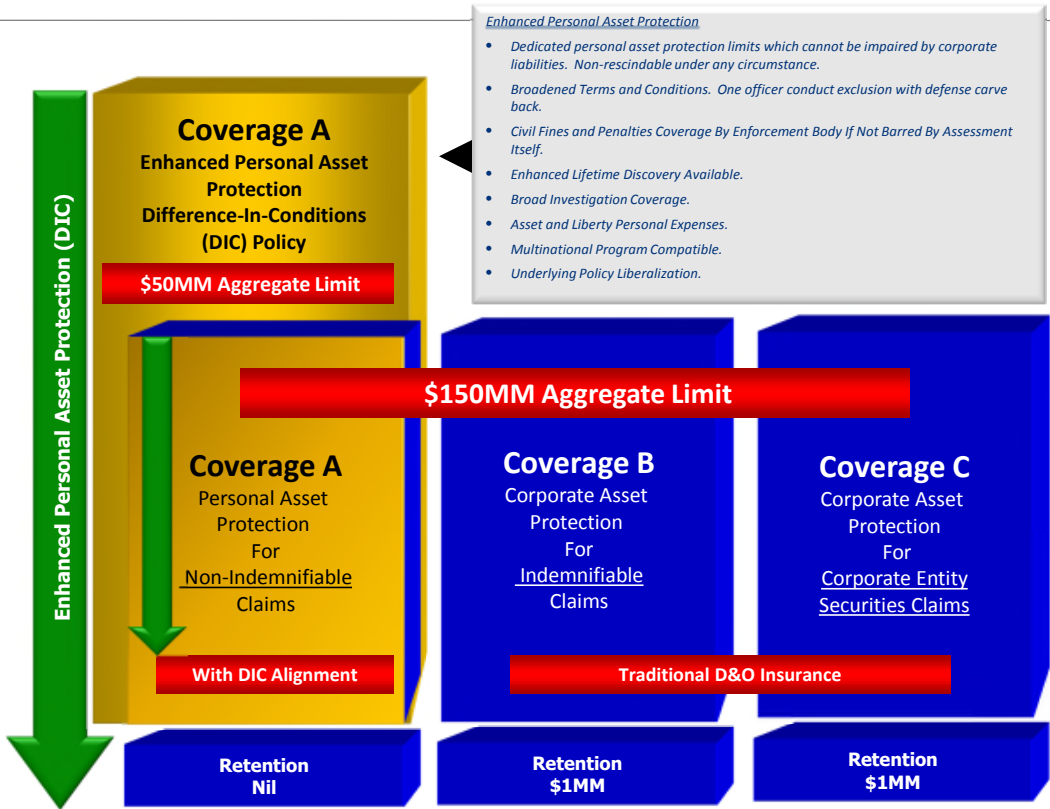 Enhanced Personal Asset Protection
• Dedicated personal asset protection limits which cannot be impaired by corporate
liabilities. Non-rescindable under any circumstance.
• Broadened Terms and Conditions. One officer conduct exclusion with defense carve
back.
• Civil Fines and Penalties Coverage By Enforcement Body If Not Barred By Assessment
Itself.
• Enhanced Lifetime Discovery Available.
• Broad Investigation Coverage.
• Asset and Liberty Personal Expenses.
• Multinational Program Compatible.
• Underlying Policy Liberalization.
Enhanced Personal Asset Protection (DIC)
Coverage A
Enhanced Personal Asset
Protection
Difference-In-Conditions
(DIC) Policy
$50MM Aggregate Limit
$150MM Aggregate Limit
Coverage A
Personal Asset
Protection
For
Non-Indemnifiable
Claims
With DIC Alignment
Coverage B
Corporate Asset
Protection
For
Indemnifiable
Claims
Coverage C
Corporate Asset
Protection
For
Corporate Entity
Securities Claims
Traditional D&O Insurance
Retention
Nil
Retention
$1MM
Retention
$1MM